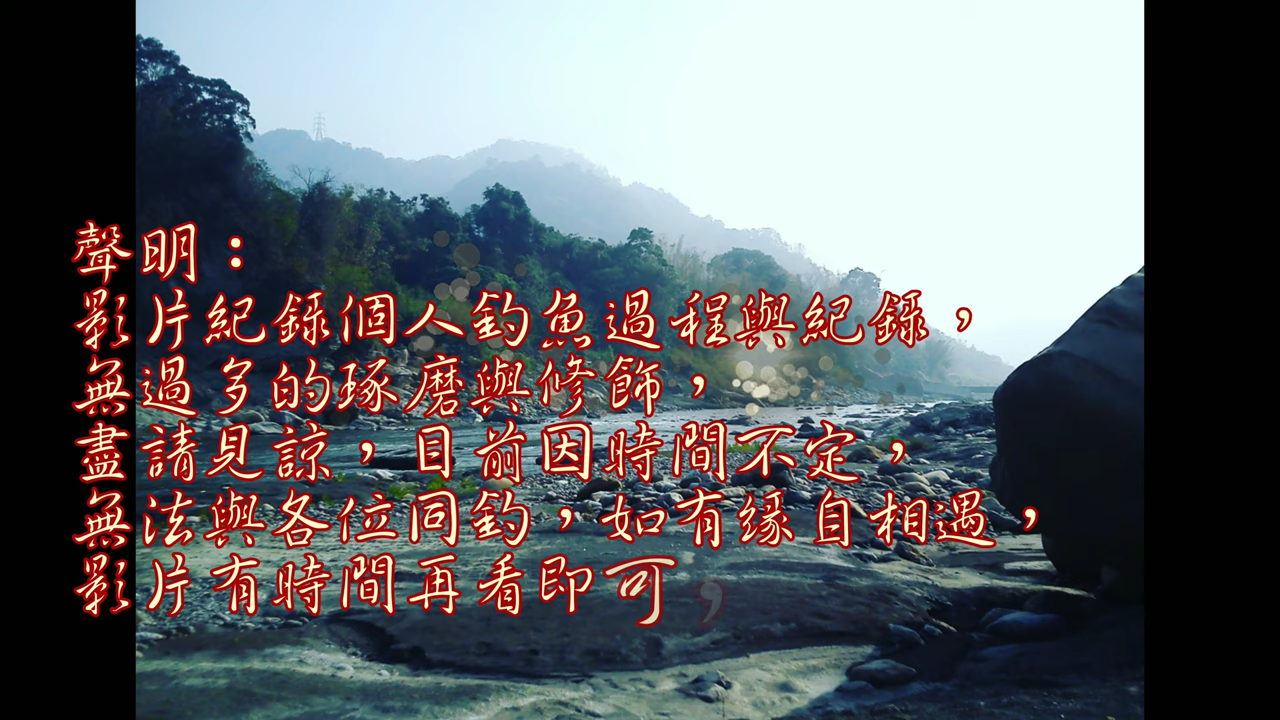 聲明：
影片紀錄個人釣魚過程與紀錄，
無過多的琢磨與修飾，
盡請見諒，目前因時間不定，
無法與各位同釣，如有緣自相遇，
影片有時間再看即可，